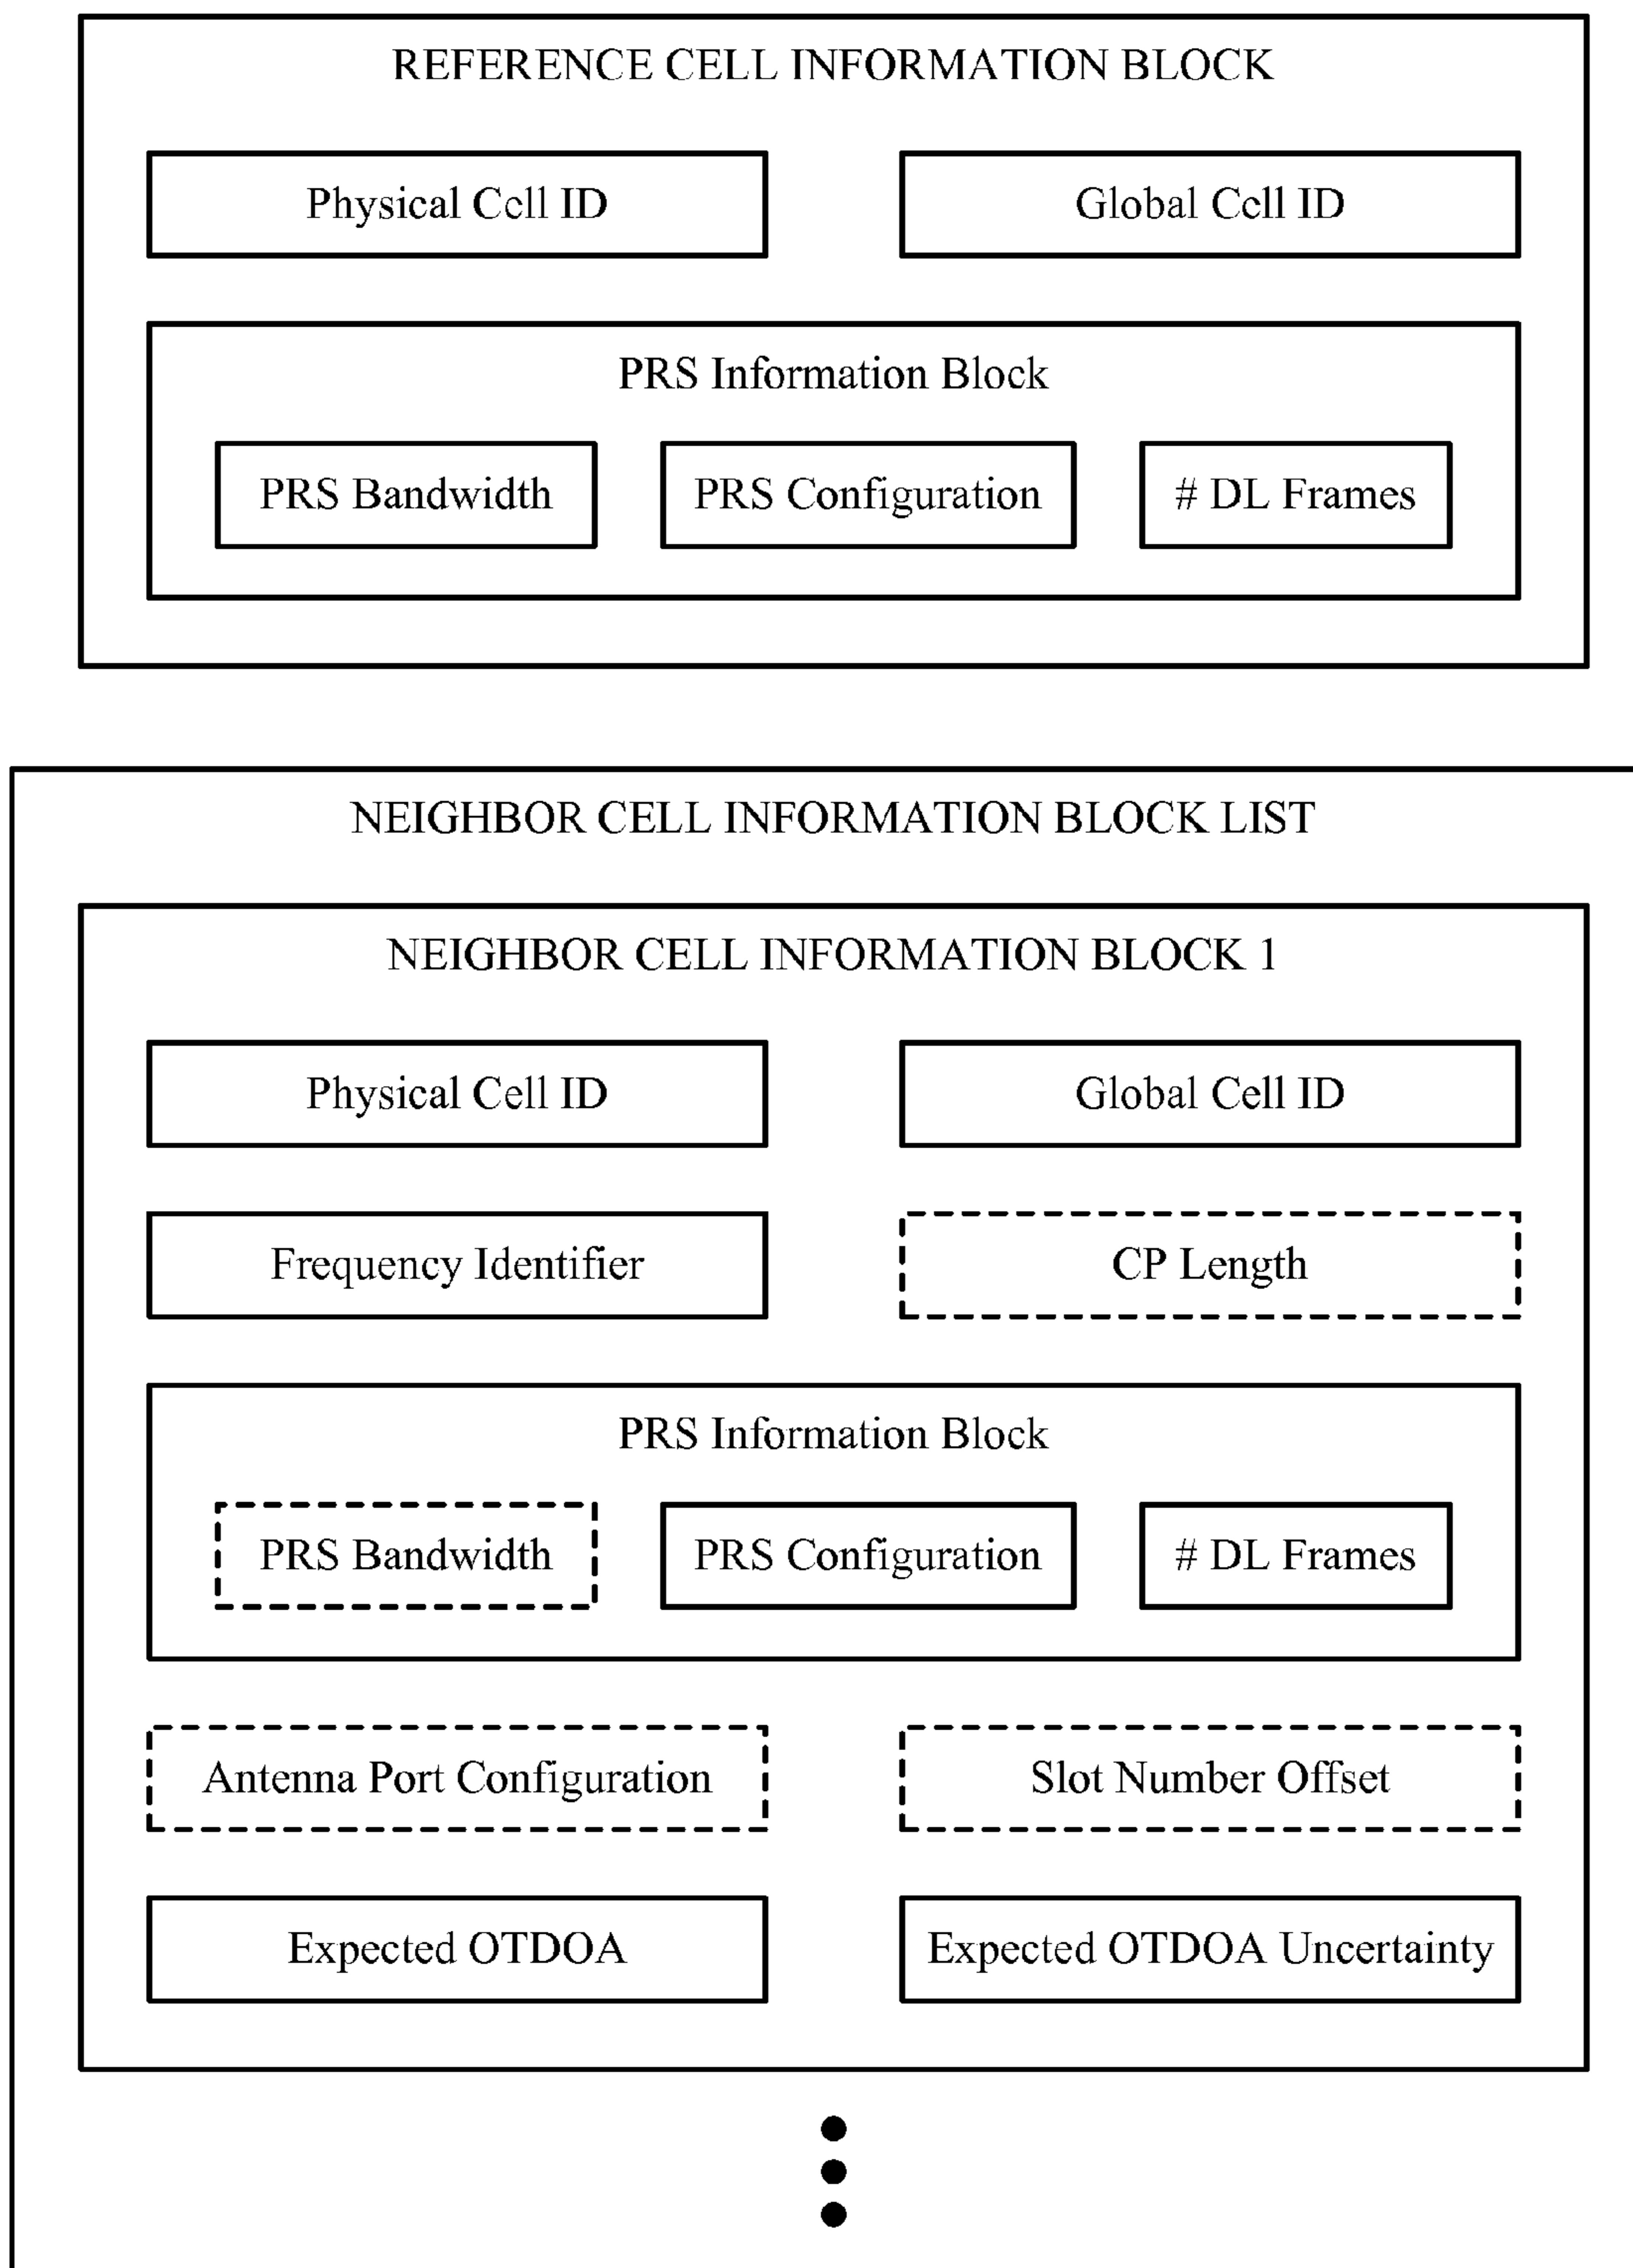 REFERENCE CELL INFORMATION BLOCK
Physical Cell ID
Global Cell ID
PRS Information Block
PRS Bandwidth
PRS Configuration
# DL Frames
NEIGHBOR CELL INFORMATION BLOCK LIST
NEIGHBOR CELL INFORMATION BLOCK 1
Physical Cell ID
Global Cell ID
Frequency Identifier
CP Length
PRS Information Block
PRS Bandwidth
PRS Configuration
# DL Frames
Antenna Port Configuration
Slot Number Offset
Expected OTDOA
Expected OTDOA Uncertainty